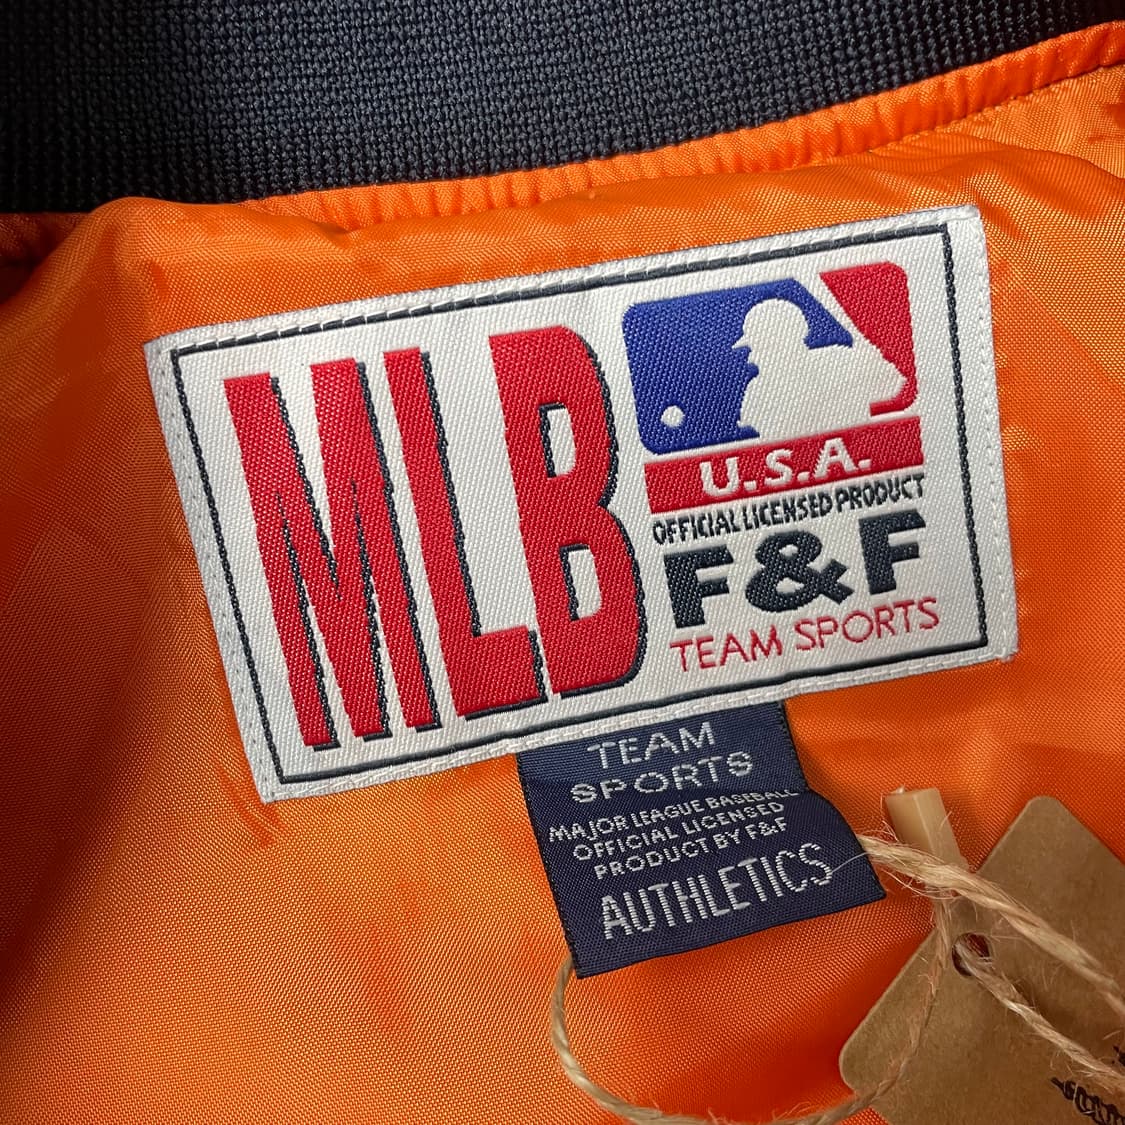 MLB
U.S.A.
OFFICIAL LICENSED PRODUCT
F&F
TEAM SPORTS
TEAM
SPORTS
MAJOR LEAGUE BASEBALL
OFFICIAL LICENSED
PRODUCT BY F&F
AUTHLETICS